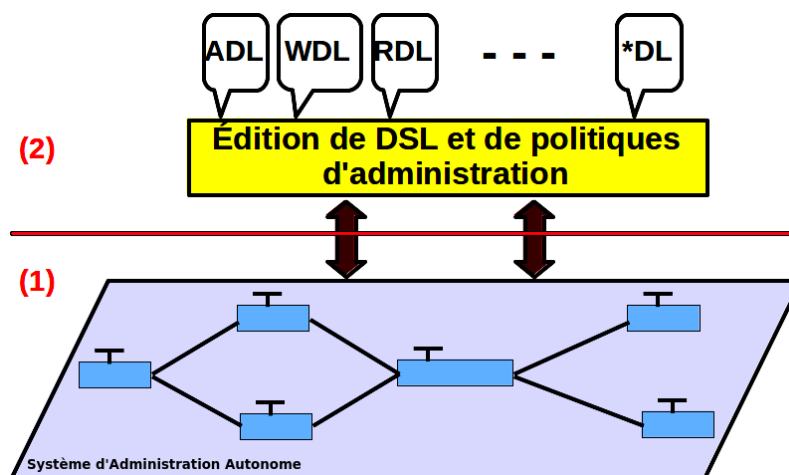 ADL WDL RDL - - - *DL
(2)
Édition de DSL et de politiques
d'administration
(1)
Système d'Administration Autonome